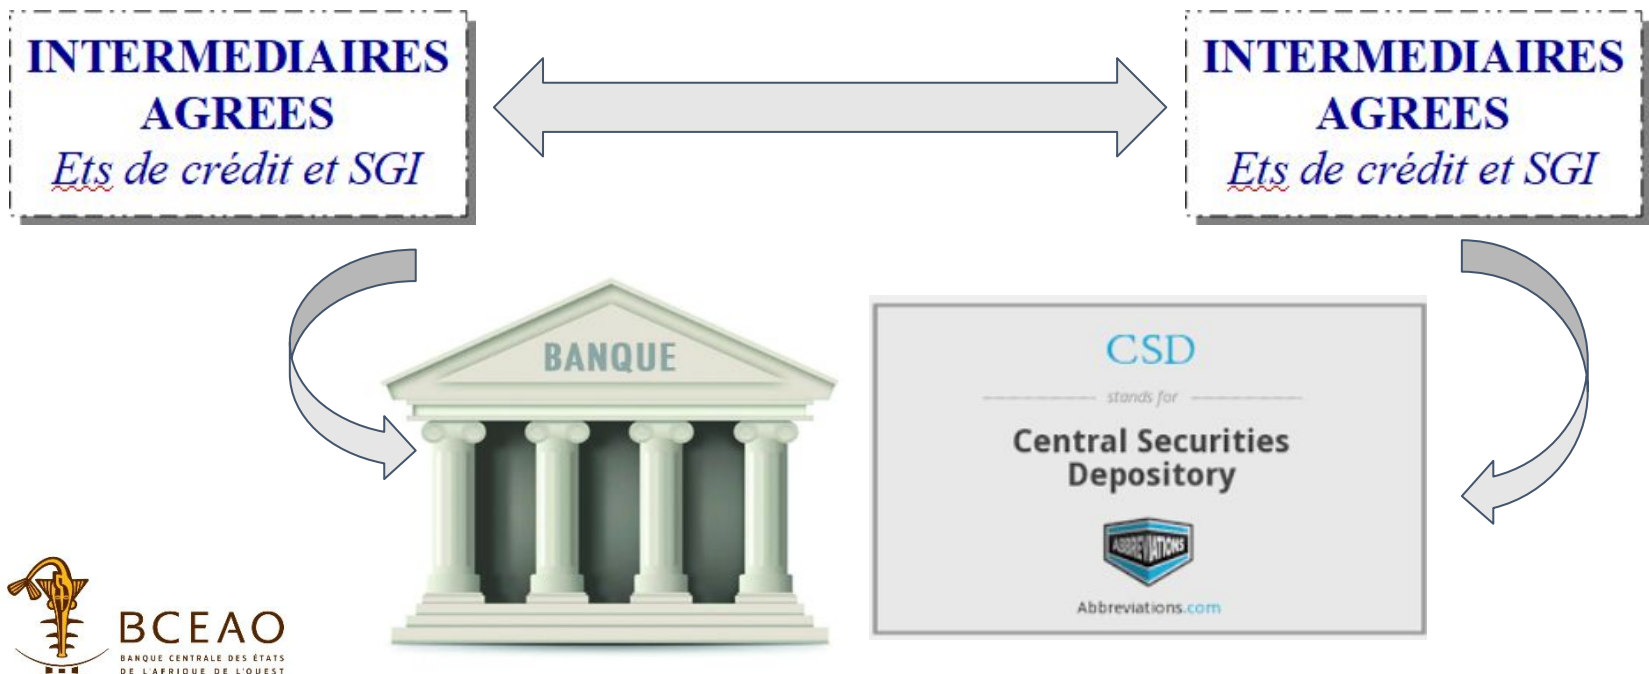 INTERMEDIAIRES
AGREES
Ets de crédit et SGI
INTERMEDIAIRES
AGREES
Ets de crédit et SGI
BANQUE
CSD
stands for
Central Securities
Depository
ABBREVIATIONS
Abbreviations.com
BCEAO
BANQUE CENTRALE DES ÉTATS
DE L'AFRIQUE DE L'OUEST